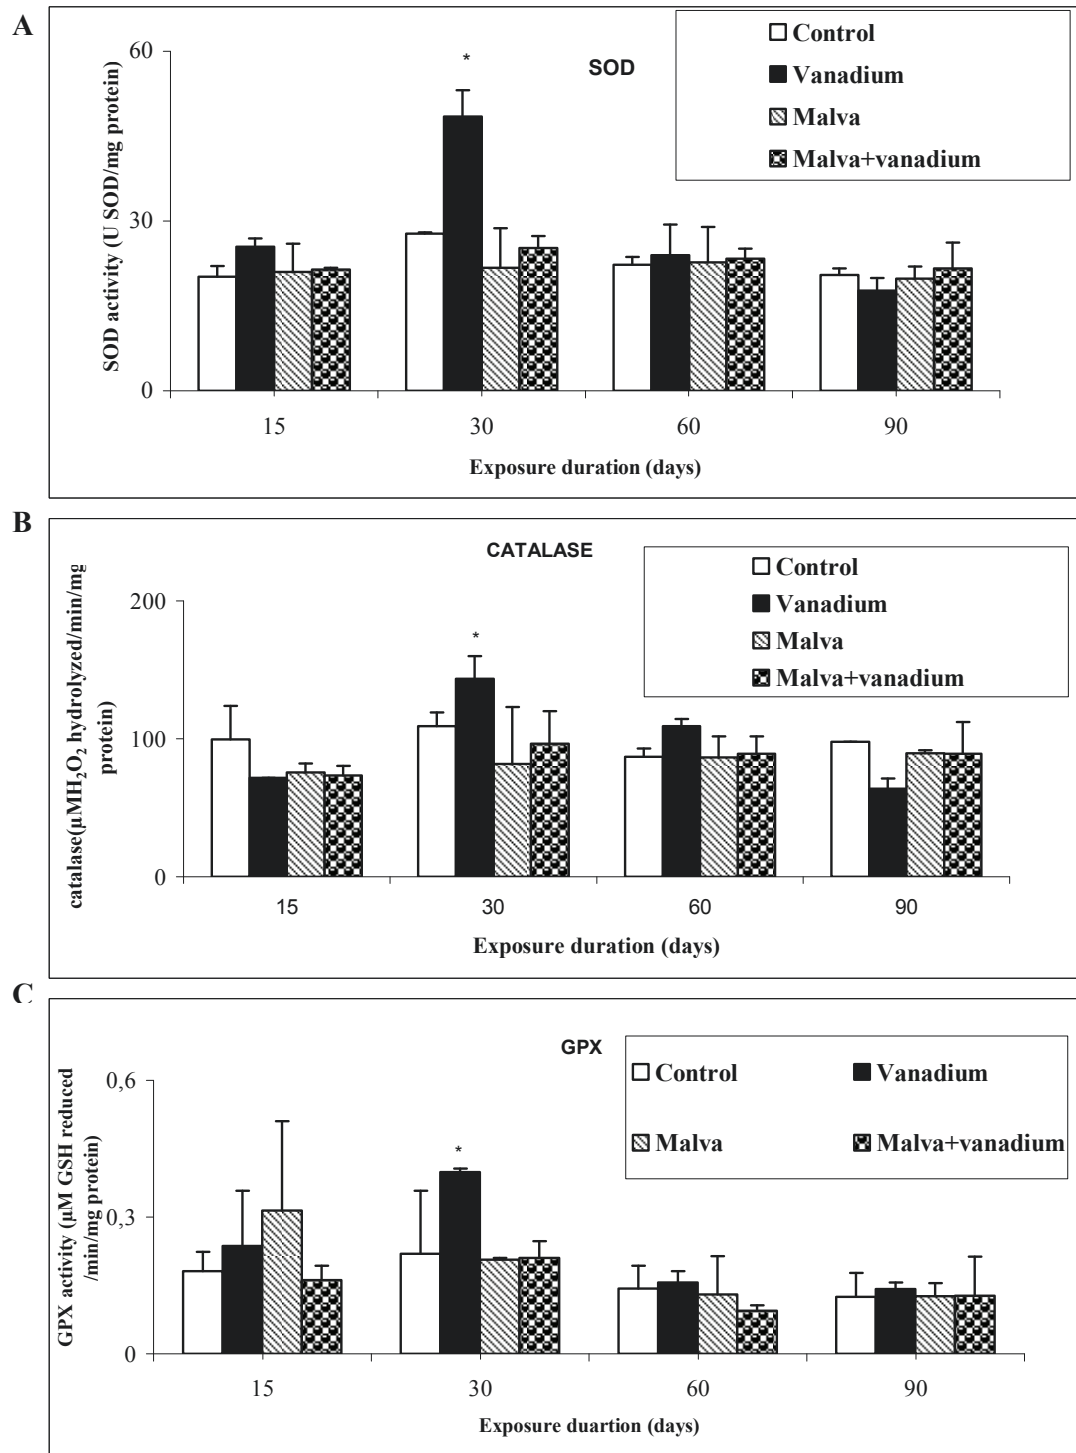 A
SOD
Control
Vanadium
Malva
Malva+vanadium
SOD activity (U SOD/mg protein)
60
30
0
*
15 30 60 90
Exposure duration (days)
B
CATALASE
Control
Vanadium
Malva
Malva+vanadium
catalase(µMH₂O₂ hydrolyzed/min/mg
protein)
200
100
0
*
15 30 60 90
Exposure duration (days)
C
GPX
Control Vanadium
Malva Malva+vanadium
GPX activity (µM GSH reduced
/min/mg protein)
0,6
0,3
0
*
15 30 60 90
Exposure duartion (days)